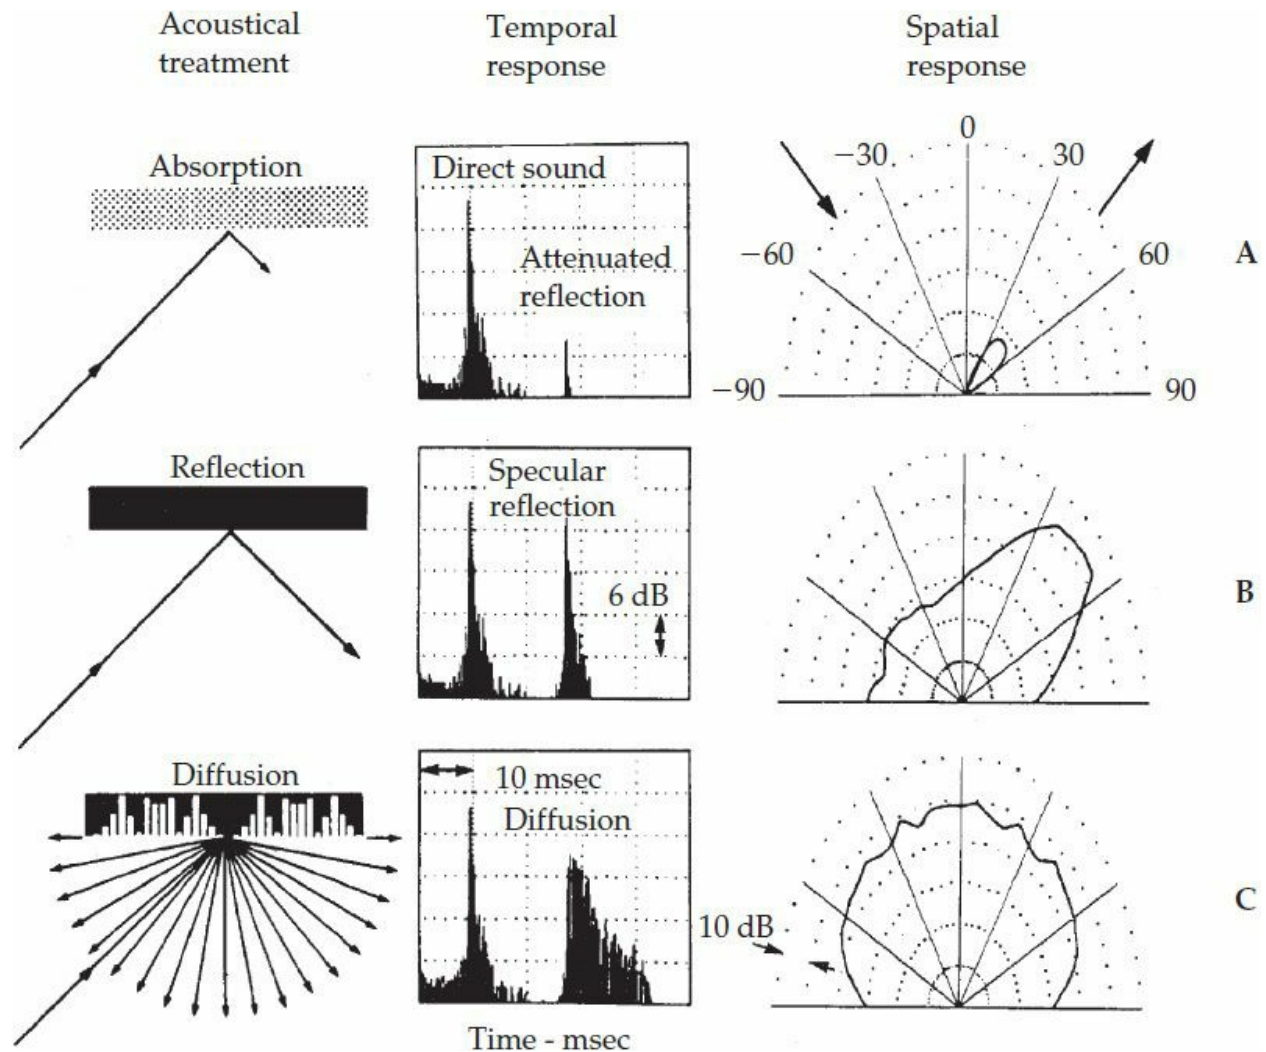 Acoustical
treatment
Temporal
response
Spatial
response
Absorption
Direct sound
Attenuated
reflection
0
−30
30
−60
60
−90
90
A
Reflection
Specular
reflection
6 dB
B
Diffusion
10 msec
Diffusion
10 dB
C
Time - msec